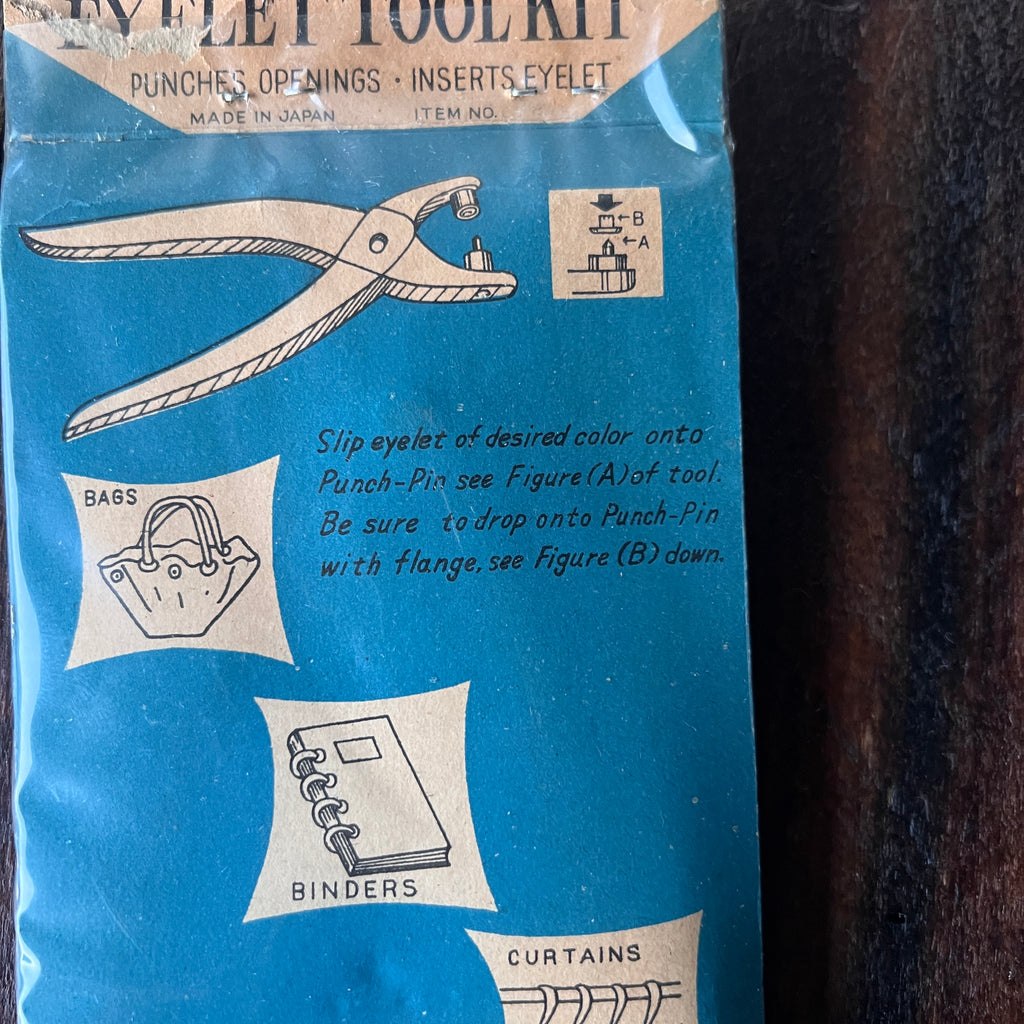 EYELET TOOL KIT
PUNCHES OPENINGS · INSERTS EYELET
MADE IN JAPAN ITEM NO.
B
A
Slip eyelet of desired color onto
Punch-Pin see Figure (A) of tool.
Be sure to drop onto Punch-Pin
with flange, see Figure (B) down.
BAGS
BINDERS
CURTAINS